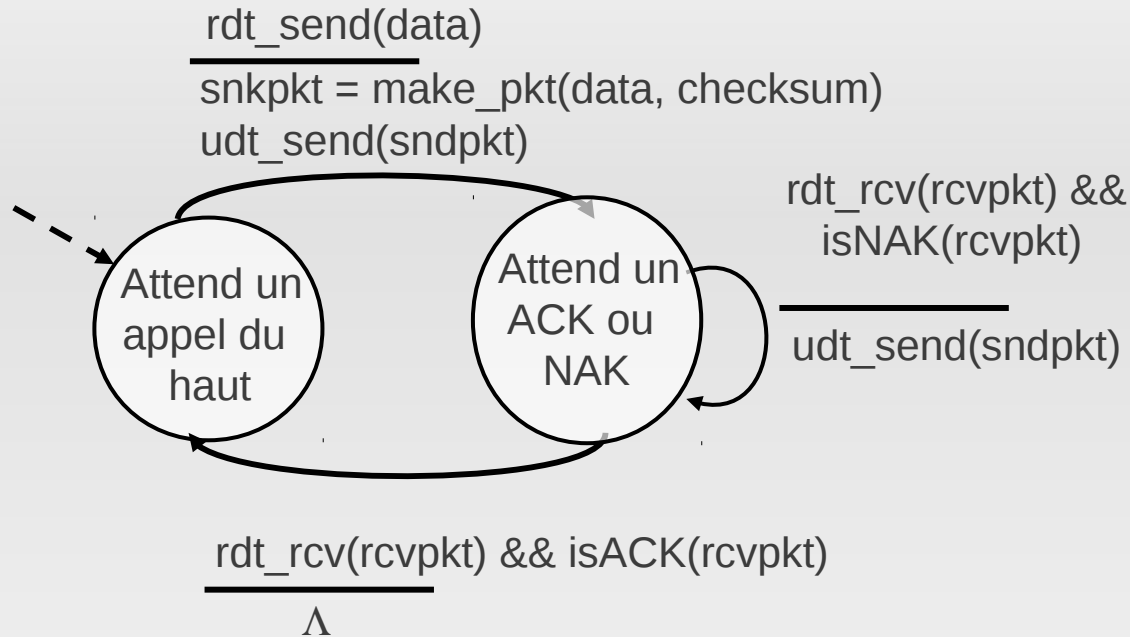 rdt_send(data)
snkpkt = make_pkt(data, checksum)
udt_send(sndpkt)
rdt_rcv(rcvpkt) &&
isNAK(rcvpkt)
udt_send(sndpkt)
Attend un
appel du
haut
Attend un
ACK ou
NAK
rdt_rcv(rcvpkt) && isACK(rcvpkt)
Λ